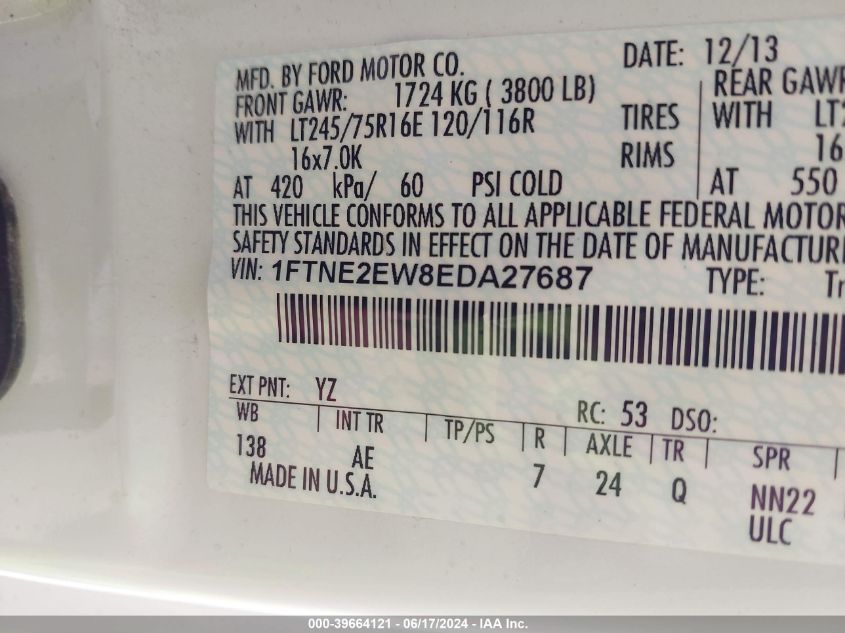 MFD. BY FORD MOTOR CO.
DATE: 12/13
FRONT GAWR: 1724 KG ( 3800 LB)
REAR GAWR
WITH LT245/75R16E 120/116R TIRES WITH
16x7.0K RIMS 16
AT 420 kPa/ 60 PSI COLD AT 550
THIS VEHICLE CONFORMS TO ALL APPLICABLE FEDERAL MOTOR
SAFETY STANDARDS IN EFFECT ON THE DATE OF MANUFACTURE
VIN: 1FTNE2EW8EDA27687 TYPE:
EXT PNT: YZ RC: 53 DSO:
WB INT TR TP/PS R AXLE TR SPR
138 AE 7 24 Q NN22
MADE IN U.S.A. ULC
000-39664121 - 06/17/2024 - IAA Inc.